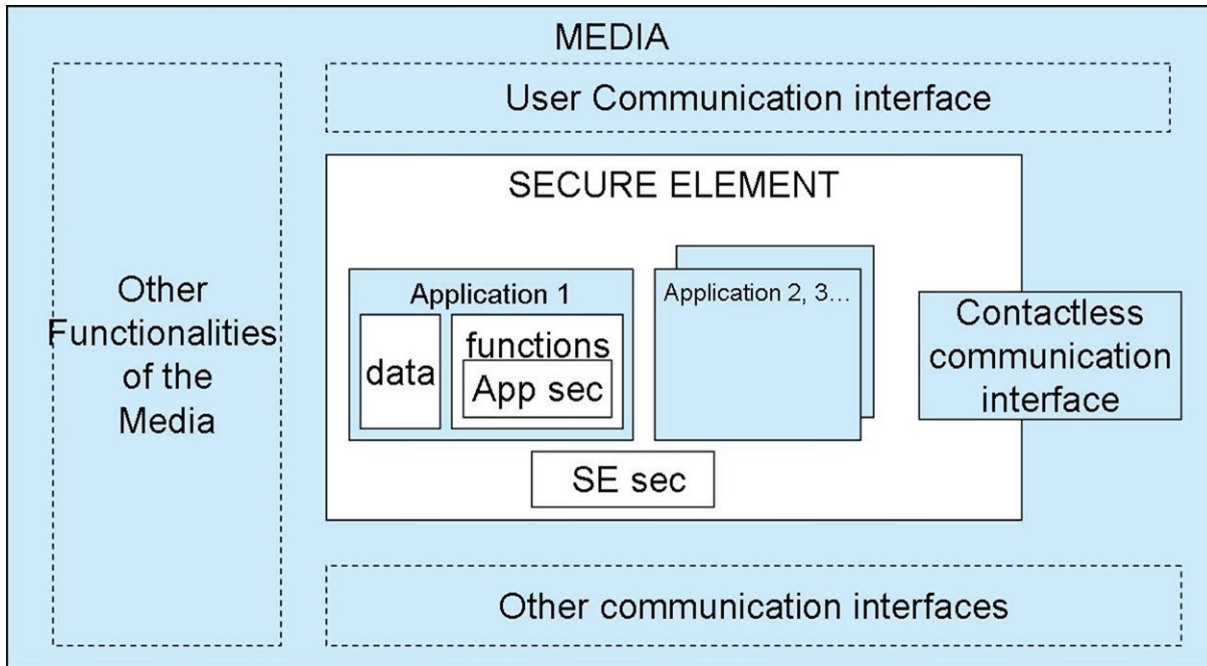 MEDIA
User Communication interface
SECURE ELEMENT
Other
Functionalities
of the
Media
Application 1
data
functions
App sec
Application 2, 3...
SE sec
Contactless
communication
interface
Other communication interfaces